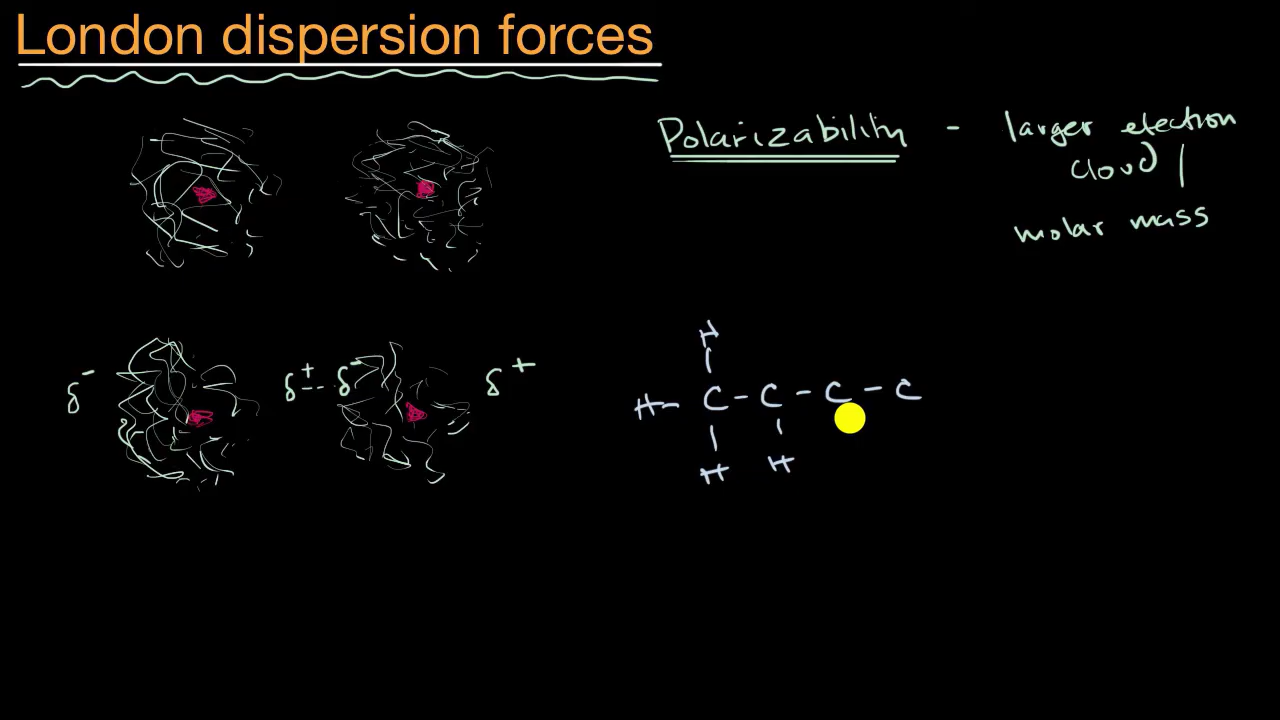 London dispersion forces
Polarizability - larger electron
cloud |
molar mass
δ- δ+ -- δ- δ+
H
H - C - C - C - C
H H